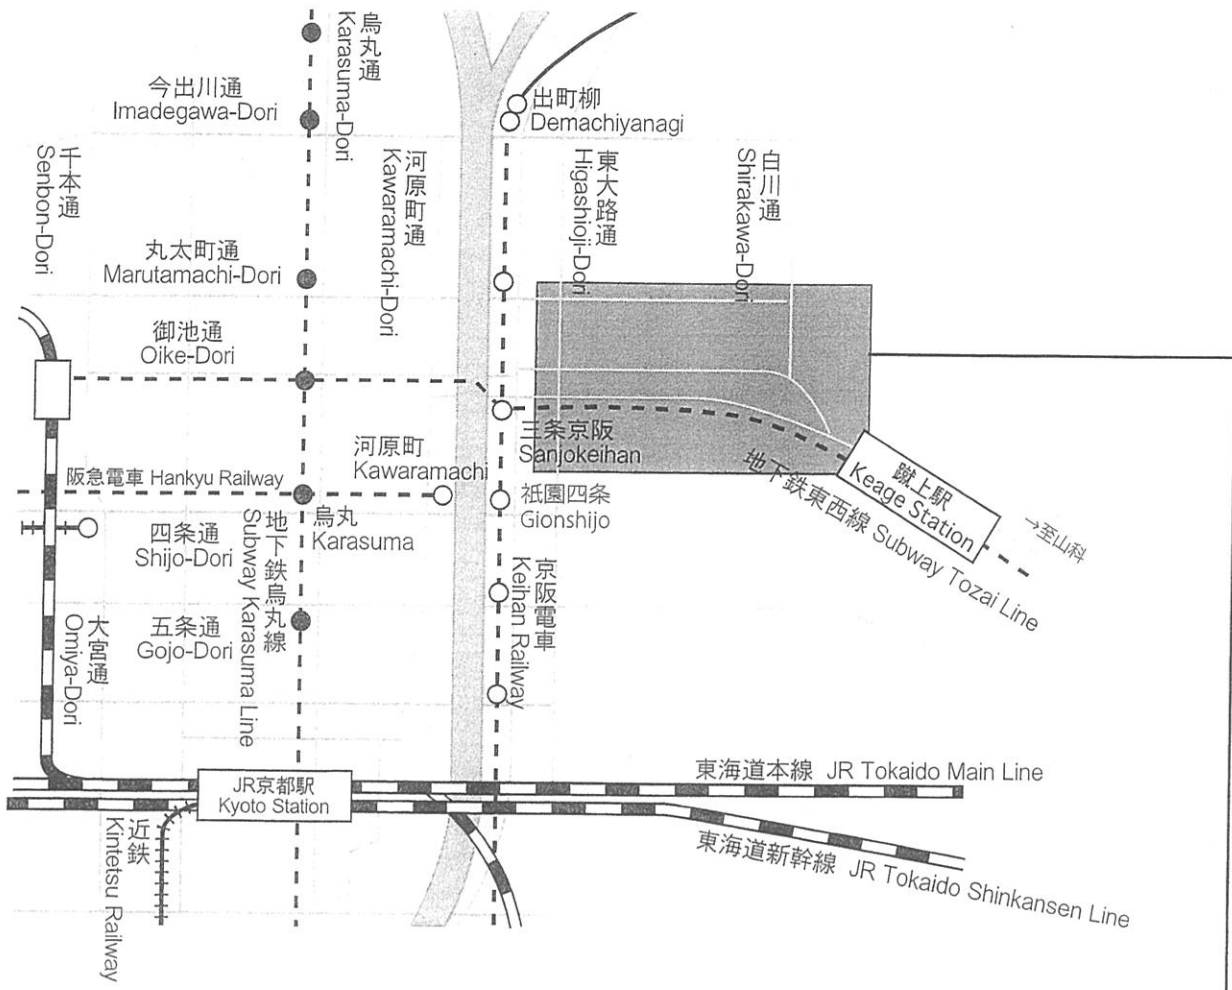 烏丸通
Karasuma-Dori
今出川通
Imadegawa-Dori
出町柳
Demachiyanagi
千本通
Senbon-Dori
河原町通
Kawaramachi-Dori
東大路通
Higashioji-Dori
白川通
Shirakawa-Dori
丸太町通
Marutamachi-Dori
御池通
Oike-Dori
三条京阪
Sanjokeihan
河原町
Kawaramachi
阪急電車 Hankyu Railway
祇園四条
Gionshijo
蹴上駅
Keage Station
→至山科
地下鉄東西線 Subway Tozai Line
烏丸
Karasuma
四条通
Shijo-Dori
地下鉄烏丸線
Subway Karasuma Line
京阪電車
Keihan Railway
大宮通
Omiya-Dori
五条通
Gojo-Dori
JR京都駅
Kyoto Station
東海道本線 JR Tokaido Main Line
東海道新幹線 JR Tokaido Shinkansen Line
近鉄
Kintetsu Railway